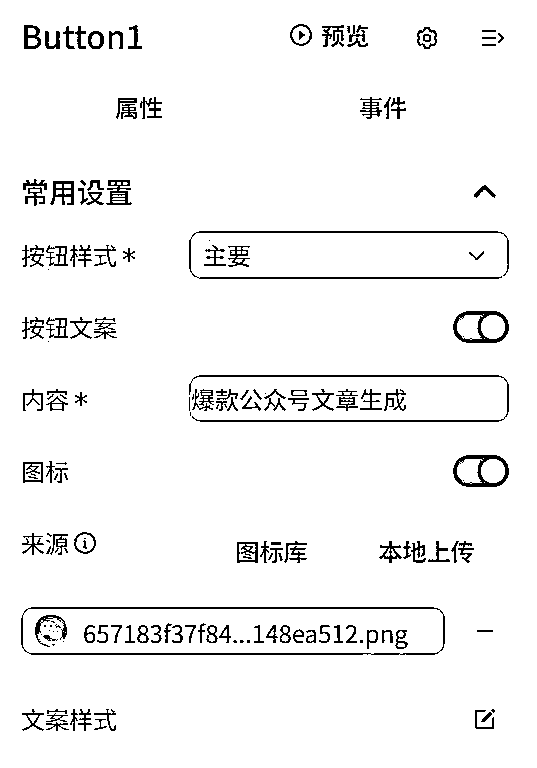 Button1 预览
属性 事件
常用设置
按钮样式* 主要
按钮文案
内容* 爆款公众号文章生成
图标
来源 图标库 本地上传
657183f37f84...148ea512.png
文案样式